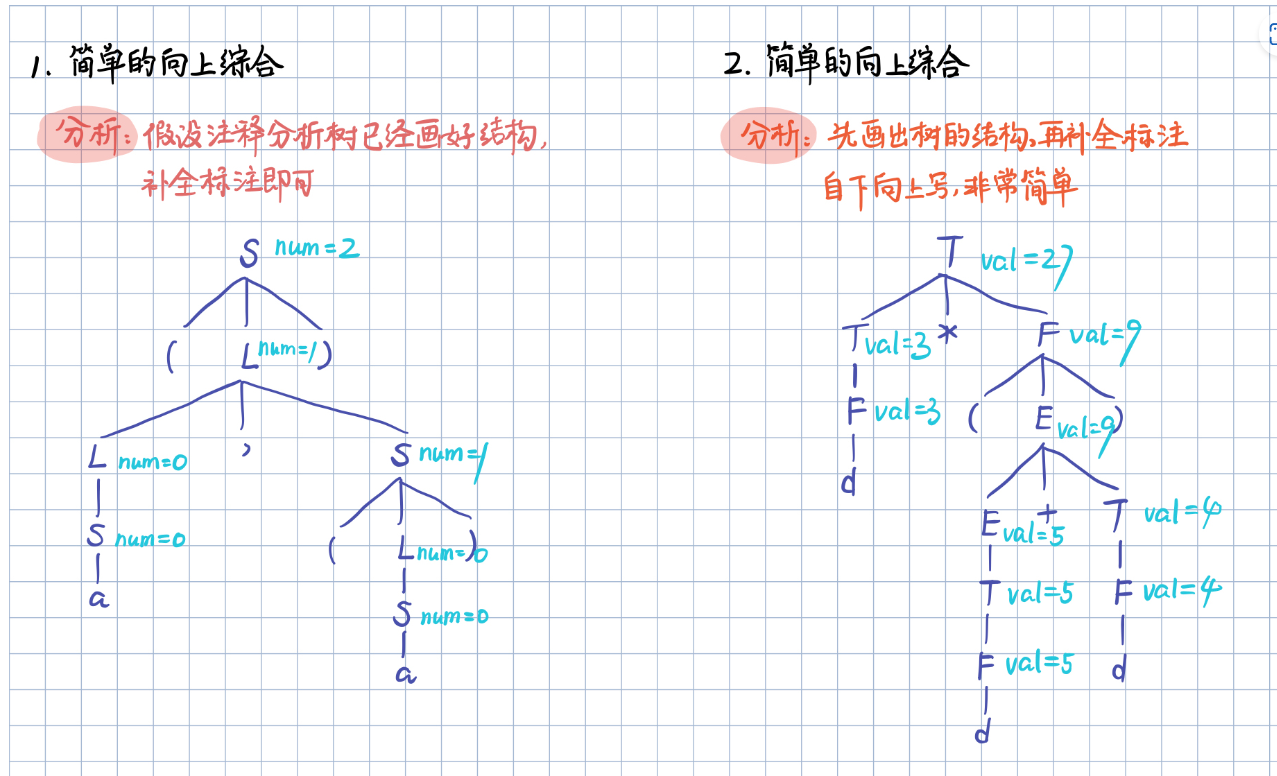 1. 简单的向上综合
分析: 假设注释分析树已经画好结构,
补全标注即可
S num=2
( L num=1 )
L num=0 , S num=1
S num=0 ( L num=0 )
a S num=0
a
2. 简单的向上综合
分析: 先画出树的结构,再补全标注
自下向上写,非常简单
T val=27
T val=3 * F val=9
F val=3 ( E val=9 )
d
E val=5 + T val=4
T val=5 F val=4
F val=5 d
d